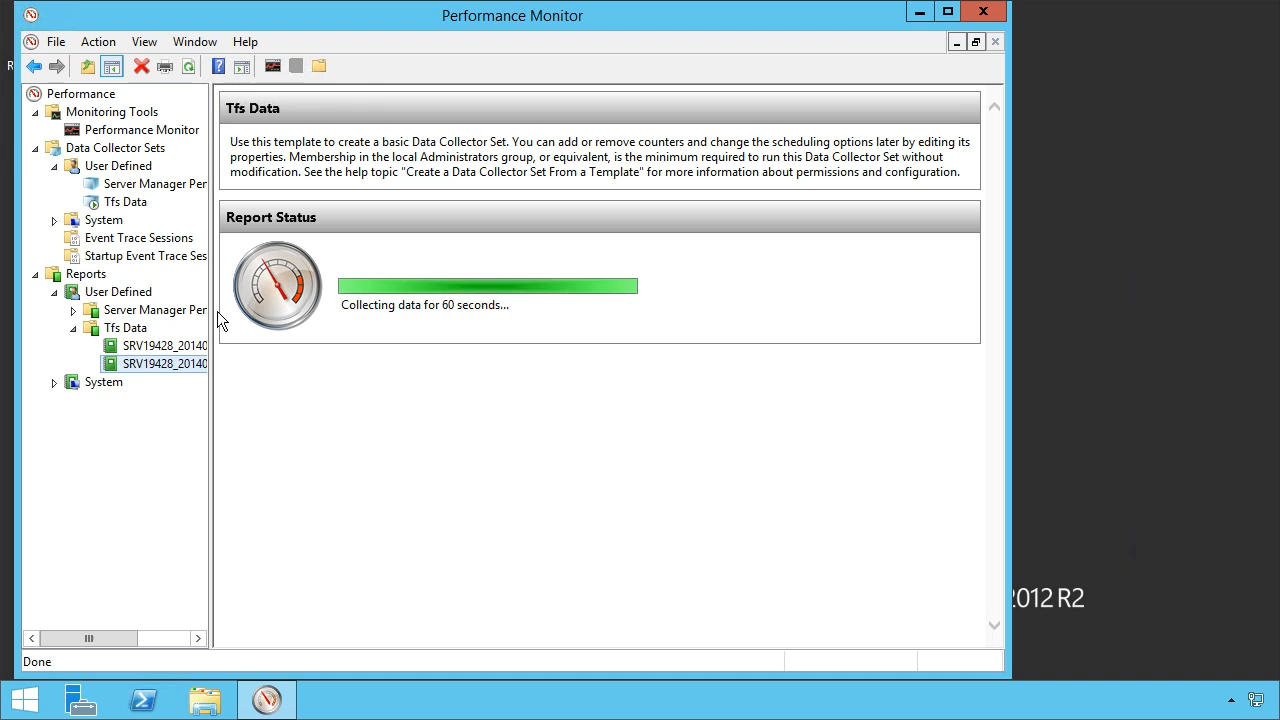 Performance Monitor
File Action View Window Help
R
Performance
Monitoring Tools
Performance Monitor
Data Collector Sets
User Defined
Server Manager Per
Tfs Data
System
Event Trace Sessions
Startup Event Trace Ses
Reports
User Defined
Server Manager Per
Tfs Data
SRV19428_20140
SRV19428_20140
System
Tfs Data
Use this template to create a basic Data Collector Set. You can add or remove counters and change the scheduling options later by editing its
properties. Membership in the local Administrators group, or equivalent, is the minimum required to run this Data Collector Set without
modification. See the help topic "Create a Data Collector Set From a Template" for more information about permissions and configuration.
Report Status
Collecting data for 60 seconds...
Done
2012 R2